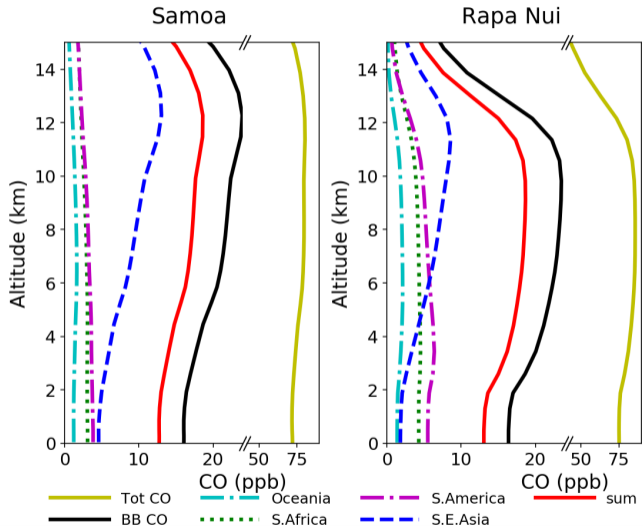 Samoa
Rapa Nui
14
12
10
8
6
4
2
0
Altitude (km)
0 10 20 50 75
CO (ppb)
14
12
10
8
6
4
2
0
Altitude (km)
0 10 20 50 75
CO (ppb)
Tot CO Oceania S.America sum
BB CO S.Africa S.E.Asia